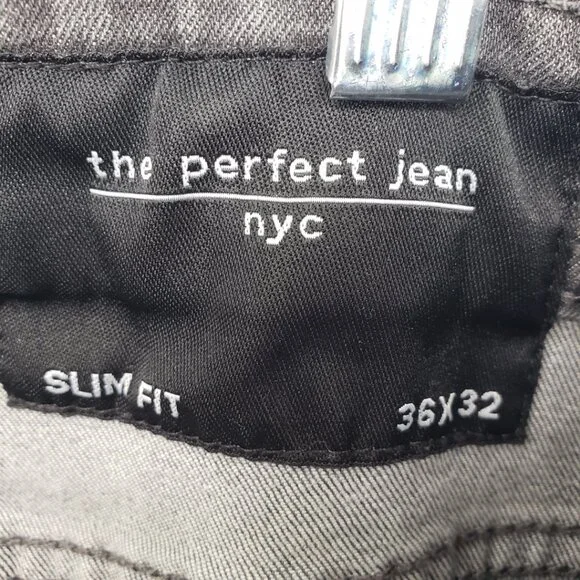 the perfect jean
nyc
SLIM FIT
36X32